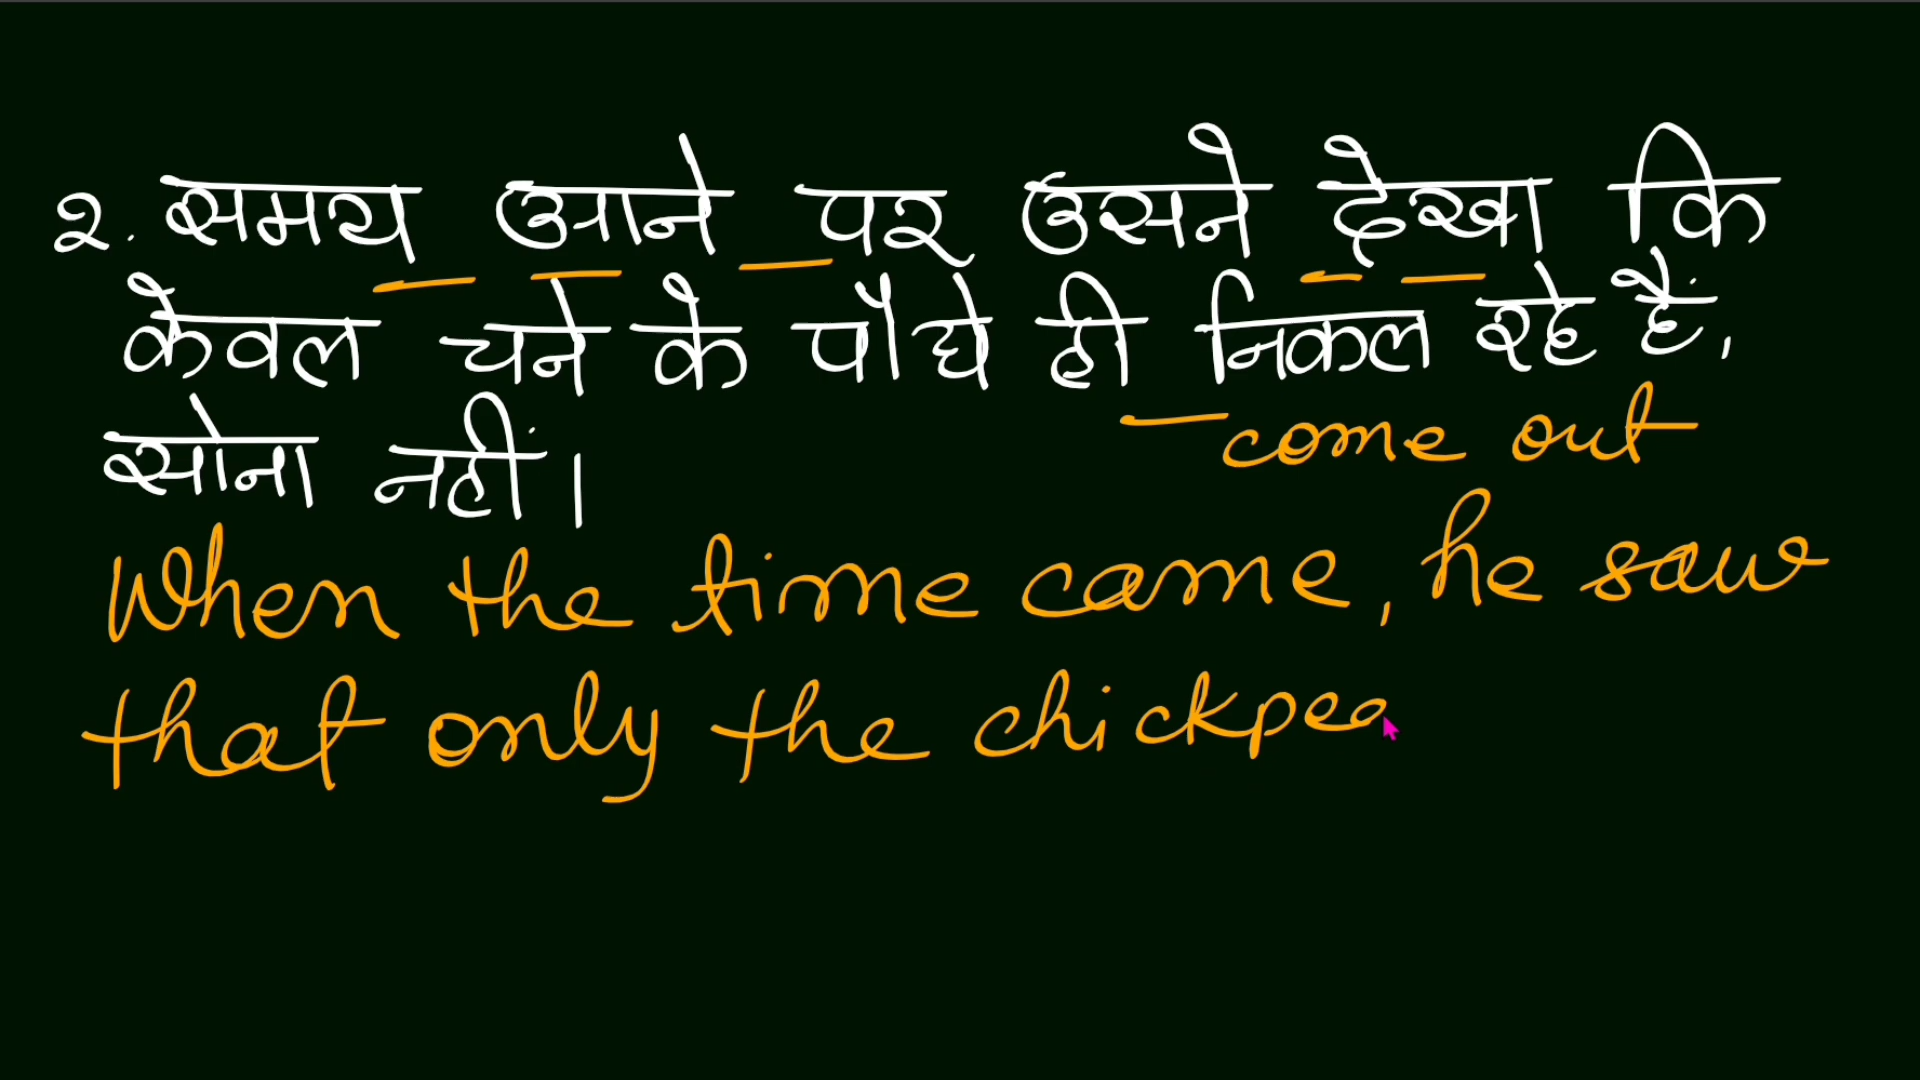 २. समय आने पर उसने देखा कि
केवल चने के पौधे ही निकल रहे हैं,
सोना नहीं।
come out
When the time came, he saw
that only the chickpea